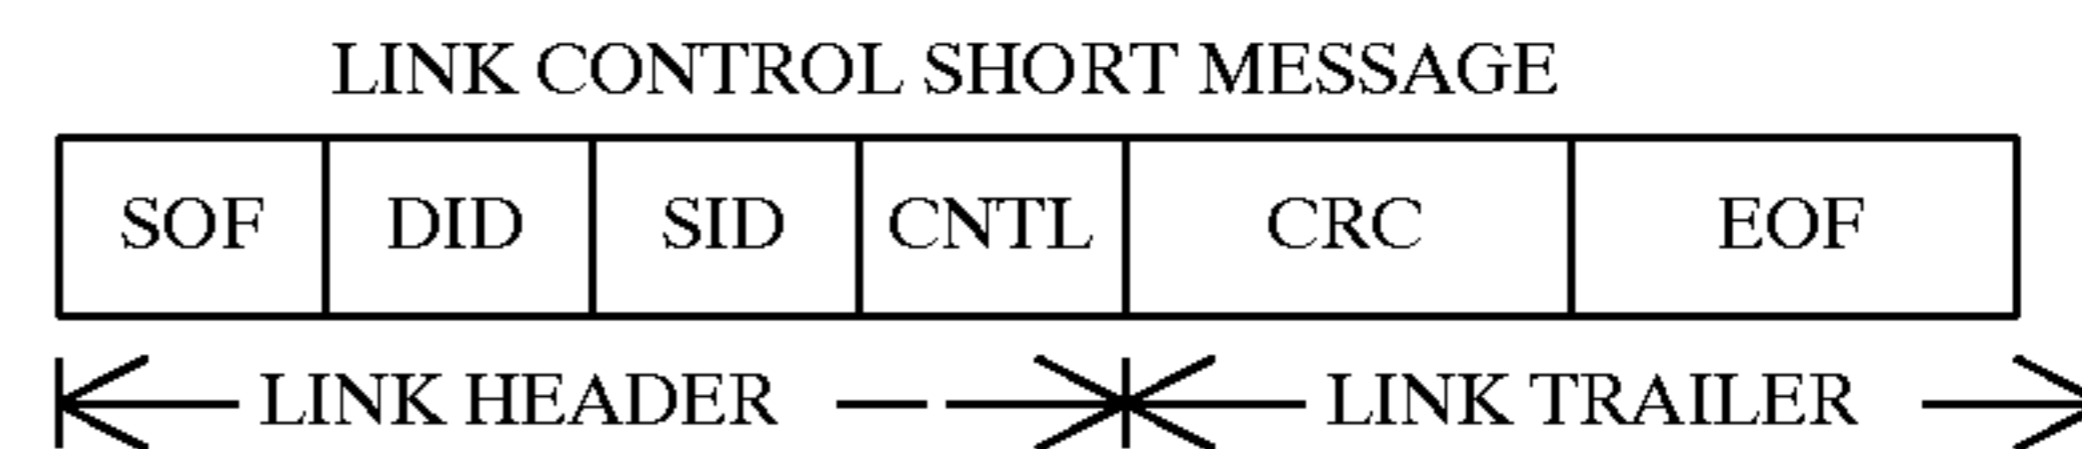 LINK CONTROL SHORT MESSAGE
SOF DID SID CNTL CRC EOF
LINK HEADER LINK TRAILER